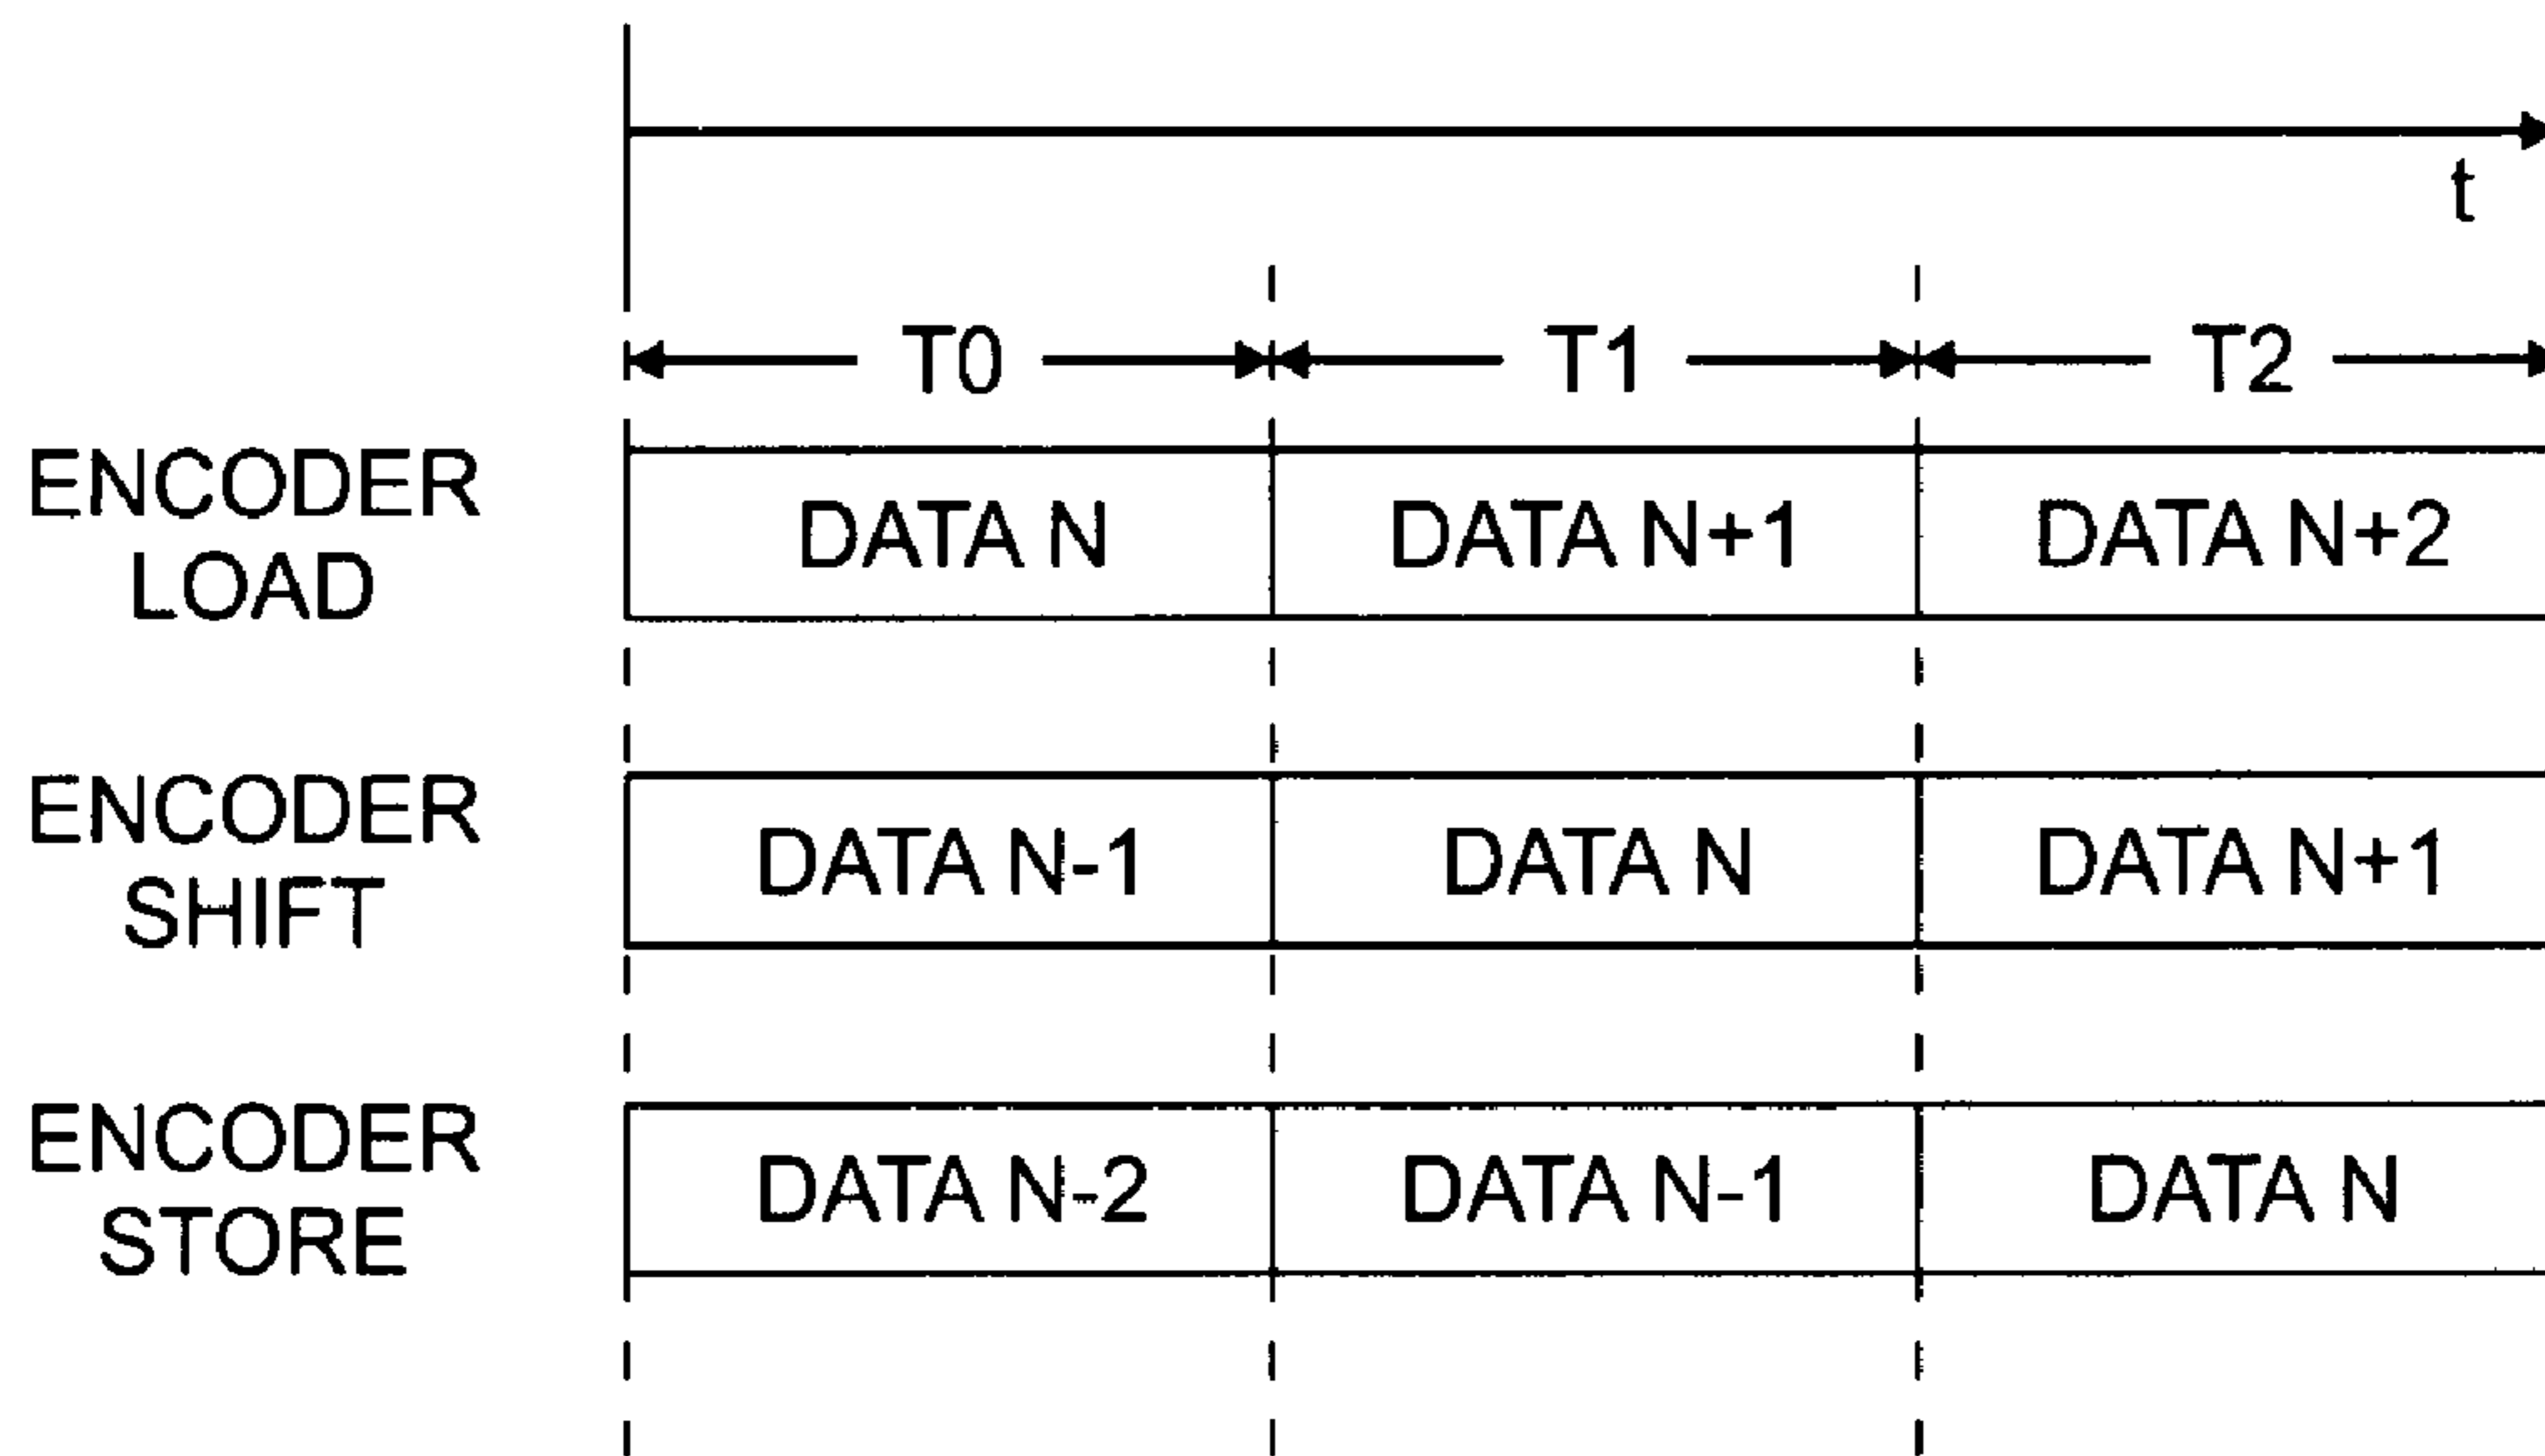 t
T0 T1 T2
ENCODER
LOAD
DATA N DATA N+1 DATA N+2
ENCODER
SHIFT
DATA N-1 DATA N DATA N+1
ENCODER
STORE
DATA N-2 DATA N-1 DATA N